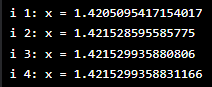 i 1: x = 1.4205095417154017
i 2: x = 1.421528595585775
i 3: x = 1.421529935880806
i 4: x = 1.4215299358831166